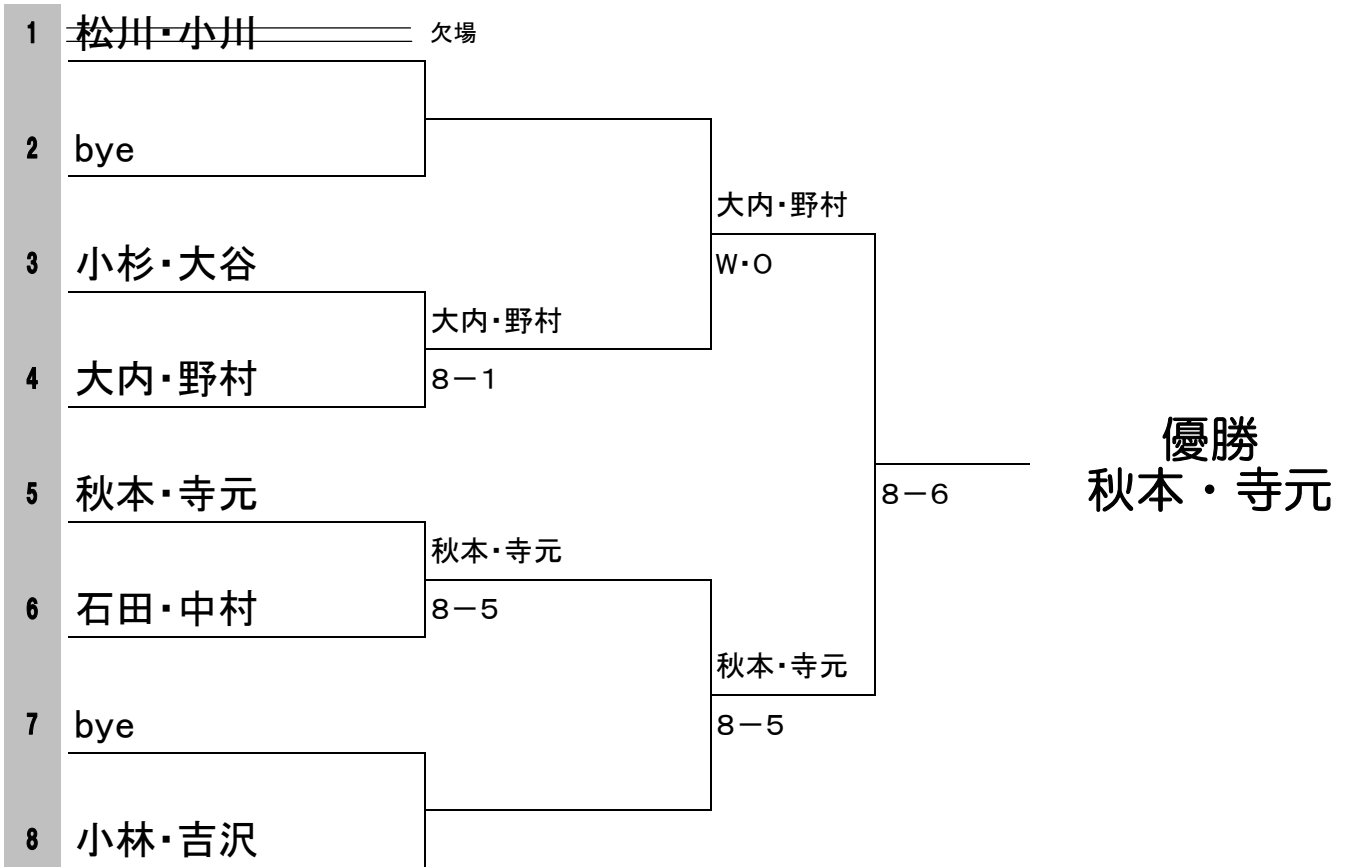 1 松川・小川 欠場
2 bye
大内・野村
3 小杉・大谷 W・O
大内・野村
4 大内・野村 8－1
優勝
秋本・寺元
5 秋本・寺元 8－6
秋本・寺元
6 石田・中村 8－5
秋本・寺元
7 bye 8－5
8 小林・吉沢